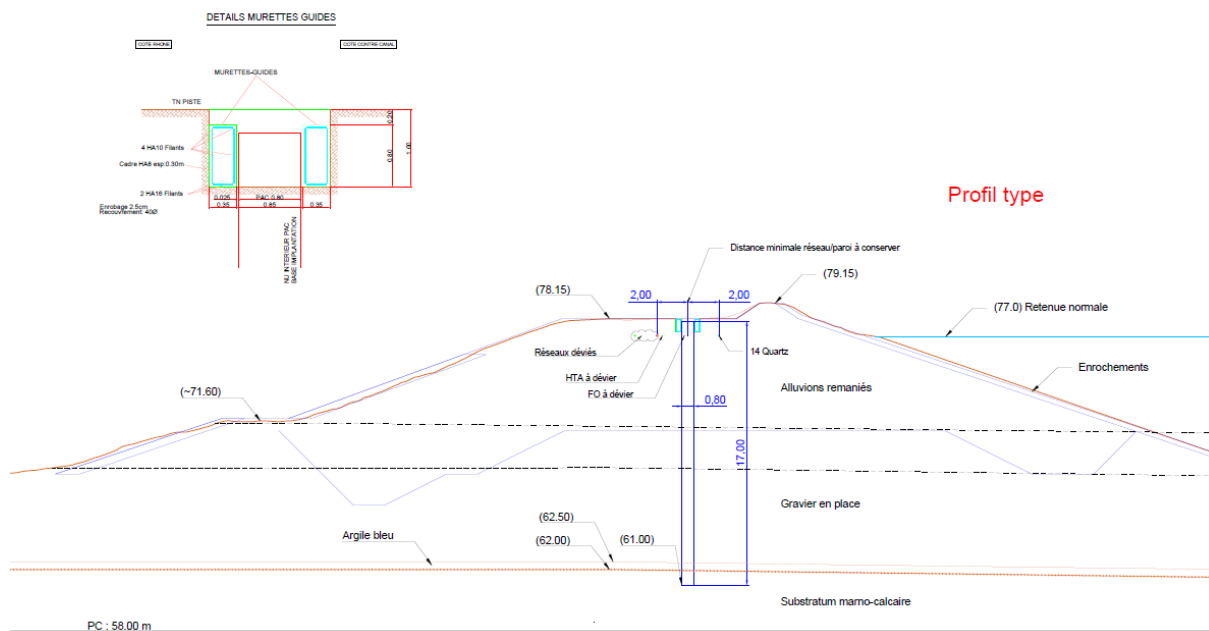 DETAILS MURETTES GUIDES
COTE RHONE
COTE CONTRE CANAL
MURETTES-GUIDES
TN PISTE
0.20
4 HA10 Filants
0.80
1.00
Cadre HA8 esp:0.30m
2 HA16 Filants
0.025
PAC 0.80
Enrobage 2.5cm
0.35
0.85
0.35
Recouvrement: 40Ø
NU INTERIEUR PAC
BASE IMPLANTATION
Profil type
Distance minimale réseau/paroi à conserver
(79.15)
(78.15)
2,00
2,00
(77.0) Retenue normale
Réseaux déviés
14 Quartz
HTA à dévier
Enrochements
FO à dévier
Alluvions remaniés
(~71.60)
0,80
17,00
Gravier en place
(62.50)
Argile bleu
(62.00)
(61.00)
Substratum marno-calcaire
PC : 58.00 m